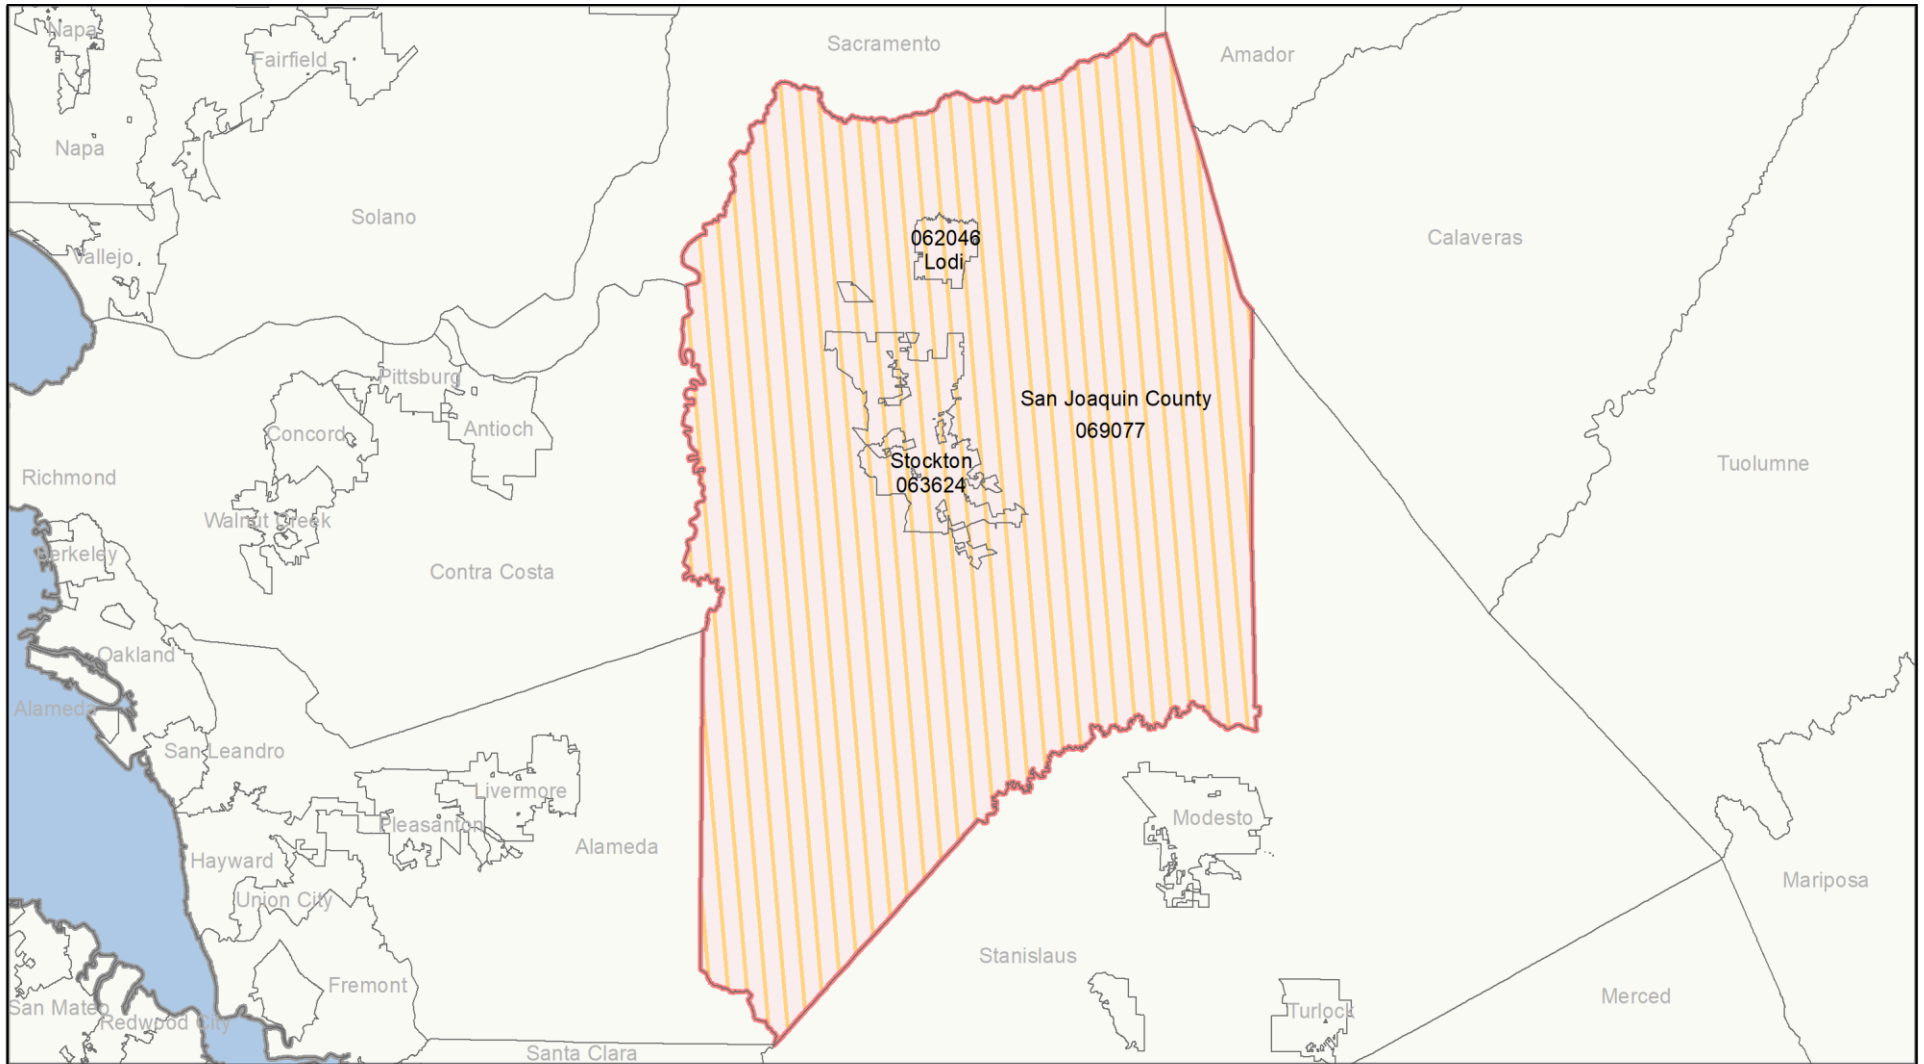 Napa
Sacramento
Amador
Fairfield
Napa
Solano
062046
Lodi
Calaveras
Vallejo
Pittsburg
San Joaquin County
069077
Concord
Antioch
Stockton
063624
Tuolumne
Richmond
Walnut Creek
Berkeley
Contra Costa
Oakland
Alameda
San Leandro
Livermore
Pleasanton
Alameda
Modesto
Hayward
Union City
Mariposa
Stanislaus
Fremont
Merced
San Mateo
Redwood City
Turlock
Santa Clara